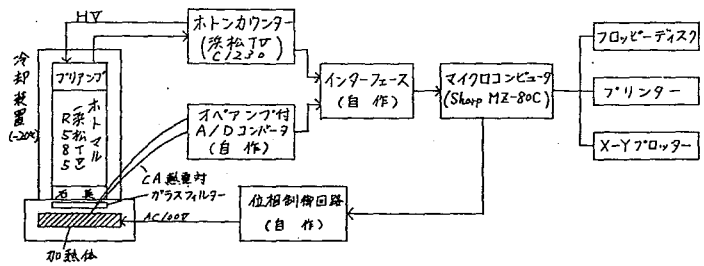 HV
ホトンカウンター
(浜松TV
C1230)
フロッピーディスク
冷却装置
(-20℃)
プリアンプ
ホトマル
(浜松TV
R585)
インターフェース
(自作)
マイクロコンピュータ
(Sharp MZ-80C)
プリンター
オペアンプ付
A/Dコンバータ
(自作)
X-Yプロッター
CA熱電対
石英
ガラスフィルター
AC100V
位相制御回路
(自作)
加熱体